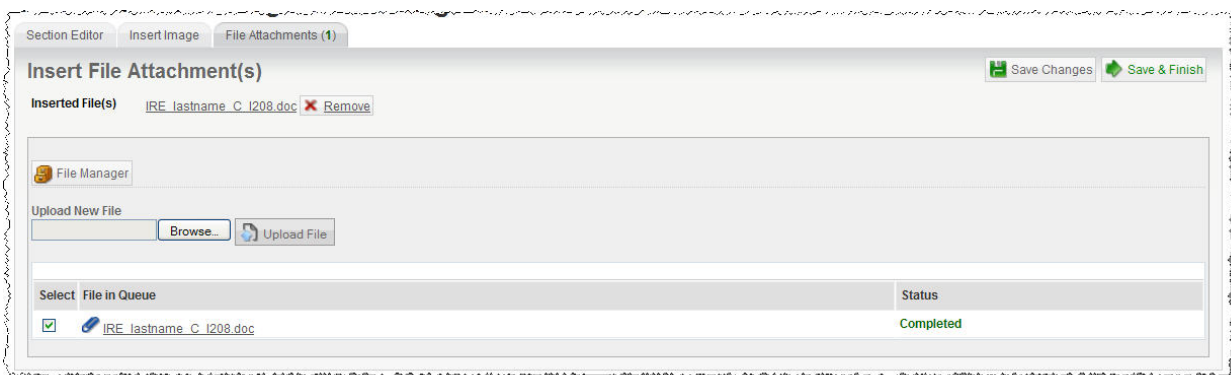 Section Editor Insert Image File Attachments (1)
Insert File Attachment(s) Save Changes Save & Finish
Inserted File(s) IRE_lastname_C_I208.doc Remove
File Manager
Upload New File
Browse... Upload File
Select File in Queue Status
IRE_lastname_C_I208.doc Completed